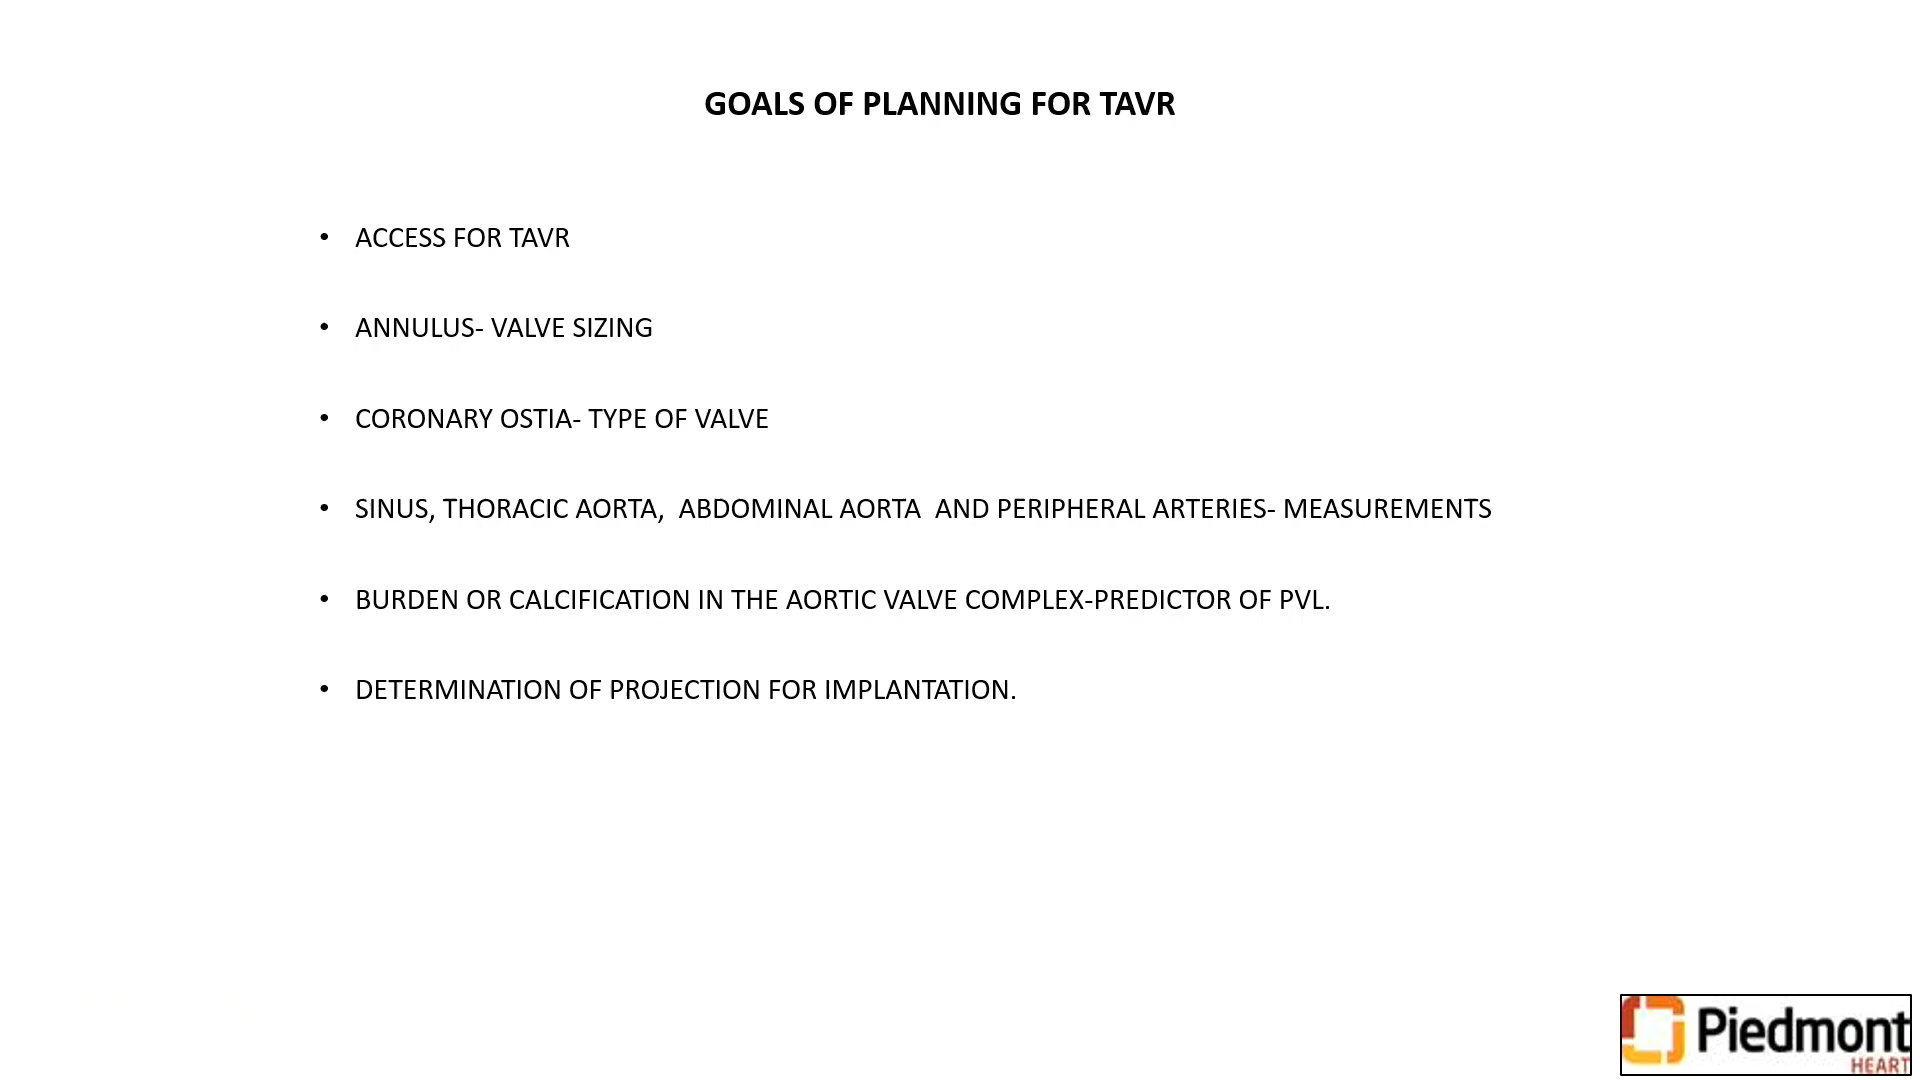 GOALS OF PLANNING FOR TAVR
• ACCESS FOR TAVR
• ANNULUS- VALVE SIZING
• CORONARY OSTIA- TYPE OF VALVE
• SINUS, THORACIC AORTA,  ABDOMINAL AORTA  AND PERIPHERAL ARTERIES- MEASUREMENTS
• BURDEN OR CALCIFICATION IN THE AORTIC VALVE COMPLEX-PREDICTOR OF PVL.
• DETERMINATION OF PROJECTION FOR IMPLANTATION.
Piedmont
HEART